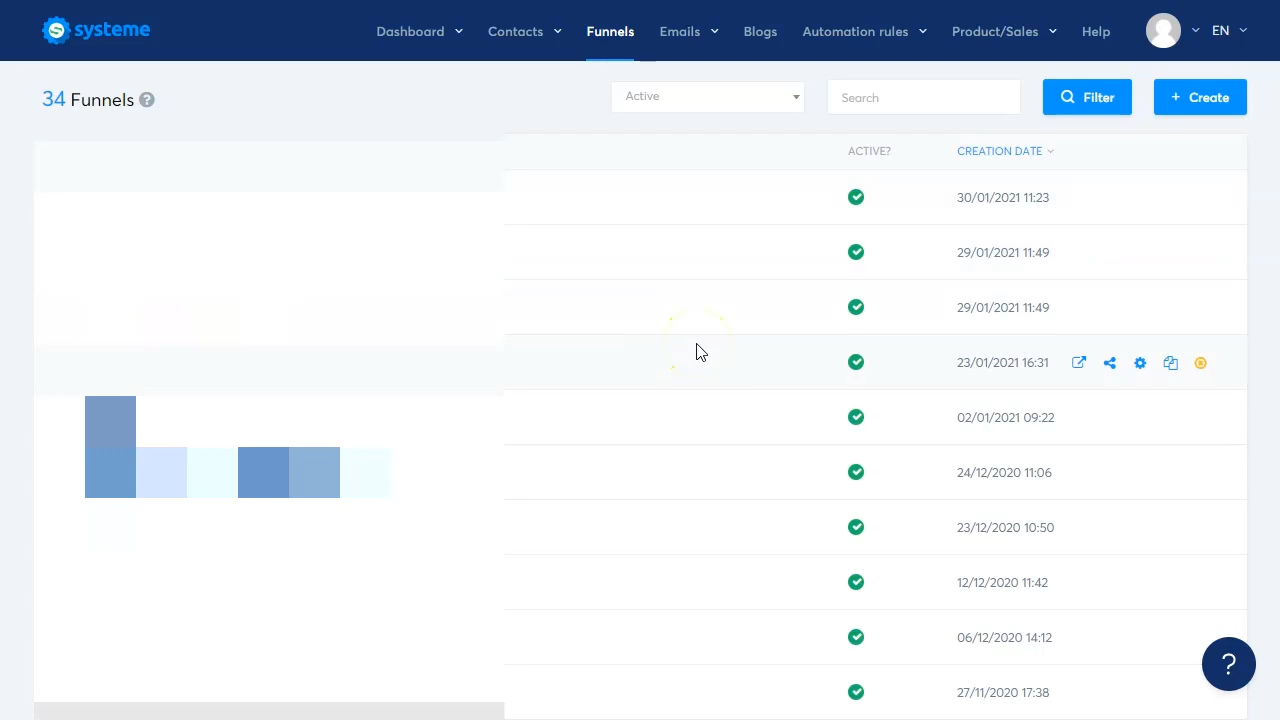 systeme
Dashboard Contacts Funnels Emails Blogs Automation rules Product/Sales Help EN
34 Funnels ?
Active
Search
Filter
+ Create
ACTIVE? CREATION DATE
30/01/2021 11:23
29/01/2021 11:49
29/01/2021 11:49
23/01/2021 16:31
02/01/2021 09:22
24/12/2020 11:06
23/12/2020 10:50
12/12/2020 11:42
06/12/2020 14:12
27/11/2020 17:38
?